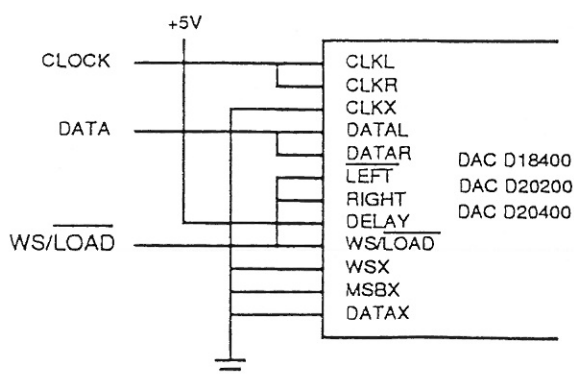 +5V
CLOCK
CLKL
CLKR
CLKX
DATA
DATAL
DATAR
DAC D18400
LEFT
DAC D20200
RIGHT
DAC D20400
DELAY
WS/LOAD
WS/LOAD
WSX
MSBX
DATAX